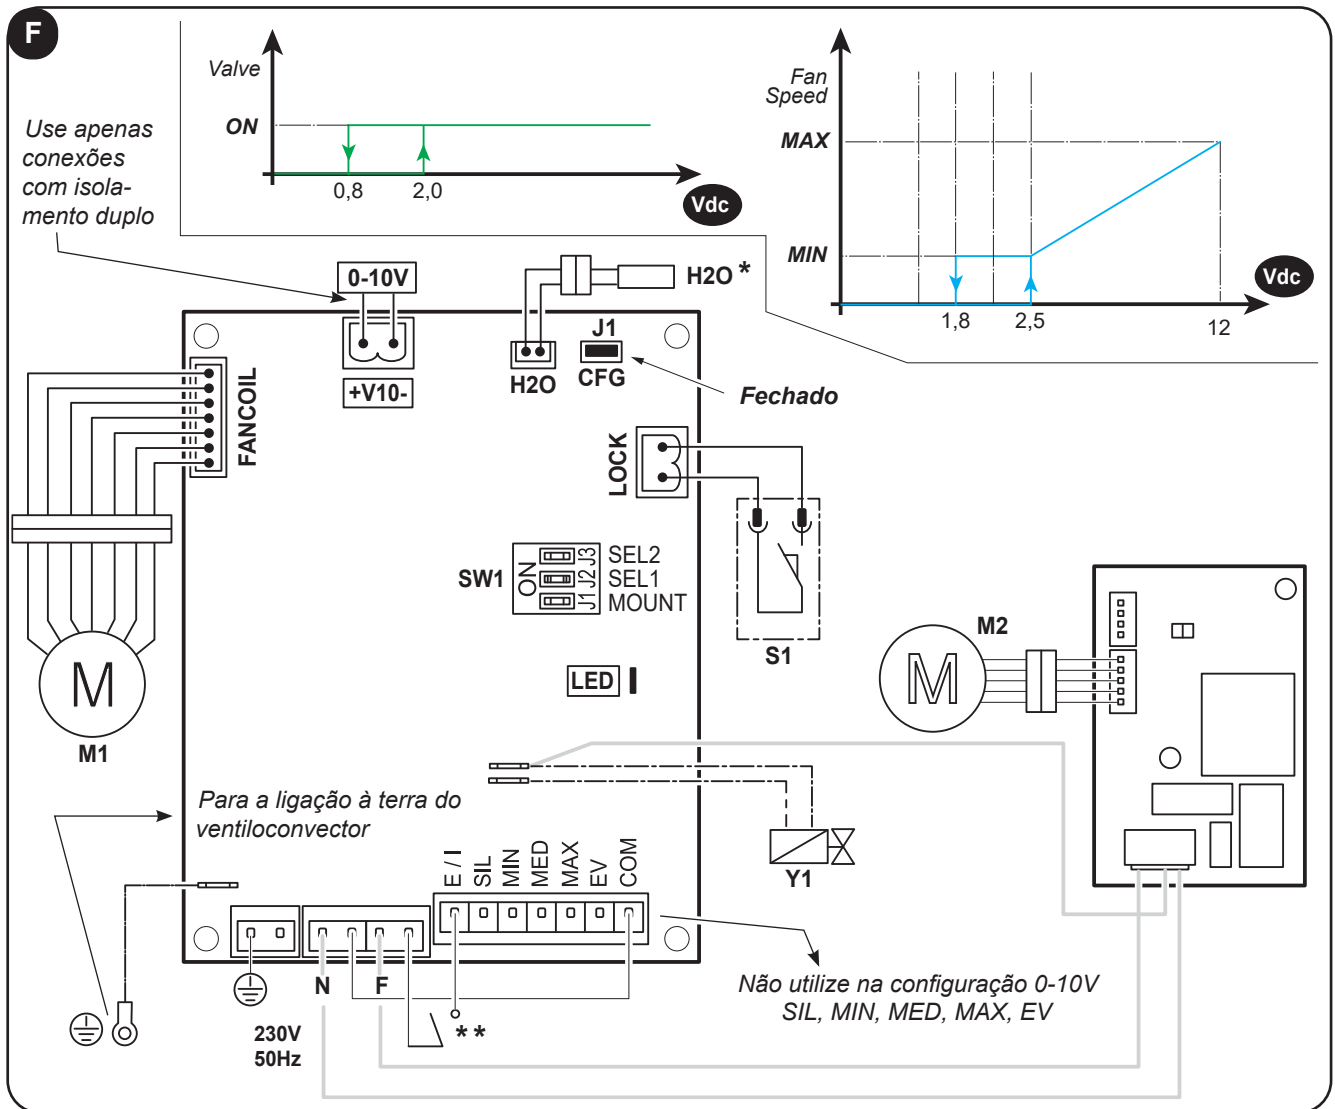 F
Valve
ON
0,8
2,0
Vdc
Fan
Speed
MAX
MIN
1,8
2,5
12
Vdc
Use apenas
conexões
com isola-
mento duplo
0-10V
+V10-
H2O *
H2O
J1
CFG
Fechado
FANCOIL
LOCK
SW1
ON
J3 SEL2
J2 SEL1
J1 MOUNT
S1
LED
M
M1
M
M2
Para a ligação à terra do
ventiloconvector
Y1
E / I
SIL
MIN
MED
MAX
EV
COM
N
F
230V
50Hz
* *
Não utilize na configuração 0-10V
SIL, MIN, MED, MAX, EV